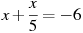 x + x/5 = −6